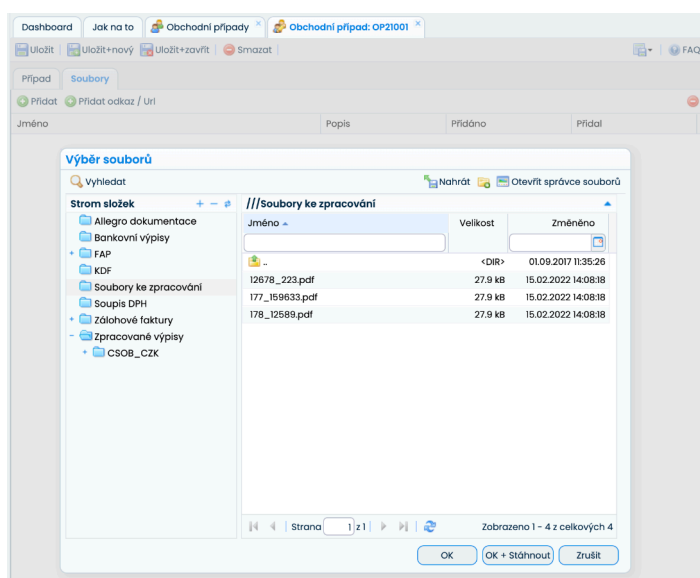 Dashboard Jak na to Obchodní případy × Obchodní případ: OP21001 ×
Uložit Uložit+nový Uložit+zavřít Smazat FAQ
Případ Soubory
Přidat Přidat odkaz / Url
Jméno Popis Přidáno Přidal
Výběr souborů
Vyhledat Nahrát Otevřít správce souborů
Strom složek + − ///Soubory ke zpracování
Allegro dokumentace Jméno Velikost Změněno
Bankovní výpisy
+ FAP .. <DIR> 01.09.2017 11:35:26
KDF 12678_223.pdf 27.9 kB 15.02.2022 14:08:18
Soubory ke zpracování 177_159633.pdf 27.9 kB 15.02.2022 14:08:18
Soupis DPH 178_12589.pdf 27.9 kB 15.02.2022 14:08:18
+ Zálohové faktury
− Zpracované výpisy
+ CSOB_CZK
Strana 1 z 1 Zobrazeno 1 - 4 z celkových 4
OK OK + Stáhnout Zrušit